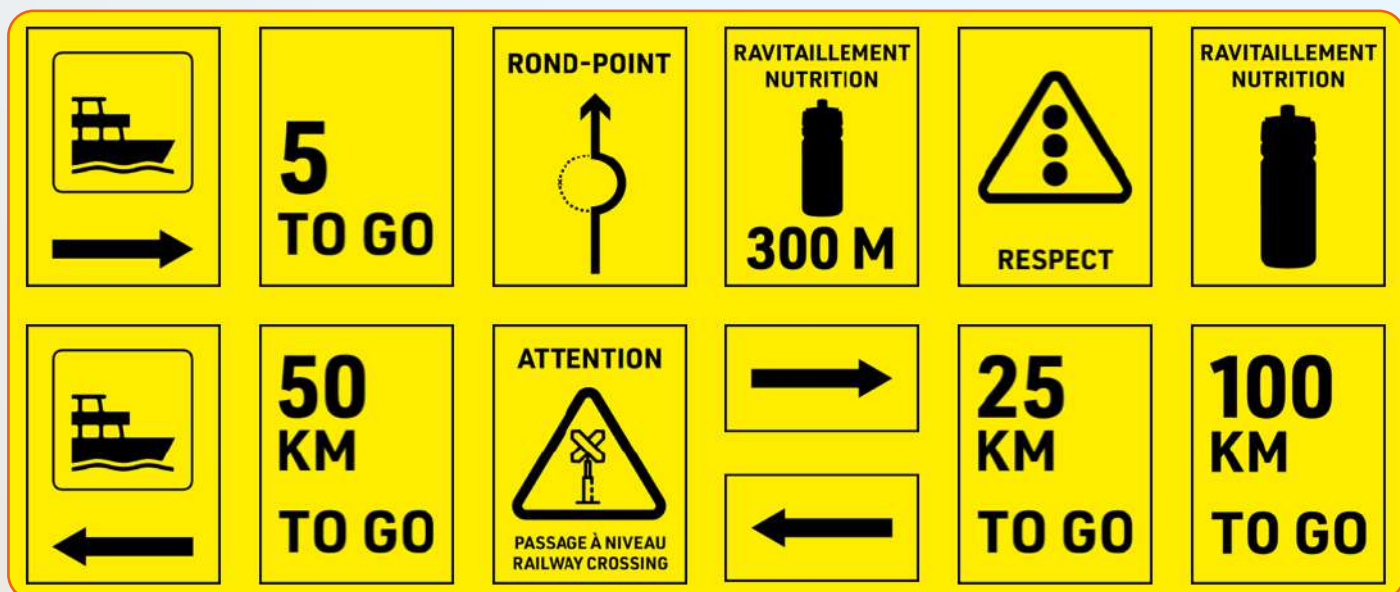 5
TO GO
ROND-POINT
RAVITAILLEMENT
NUTRITION
300 M
RESPECT
RAVITAILLEMENT
NUTRITION
50
KM
TO GO
ATTENTION
PASSAGE À NIVEAU
RAILWAY CROSSING
25
KM
TO GO
100
KM
TO GO